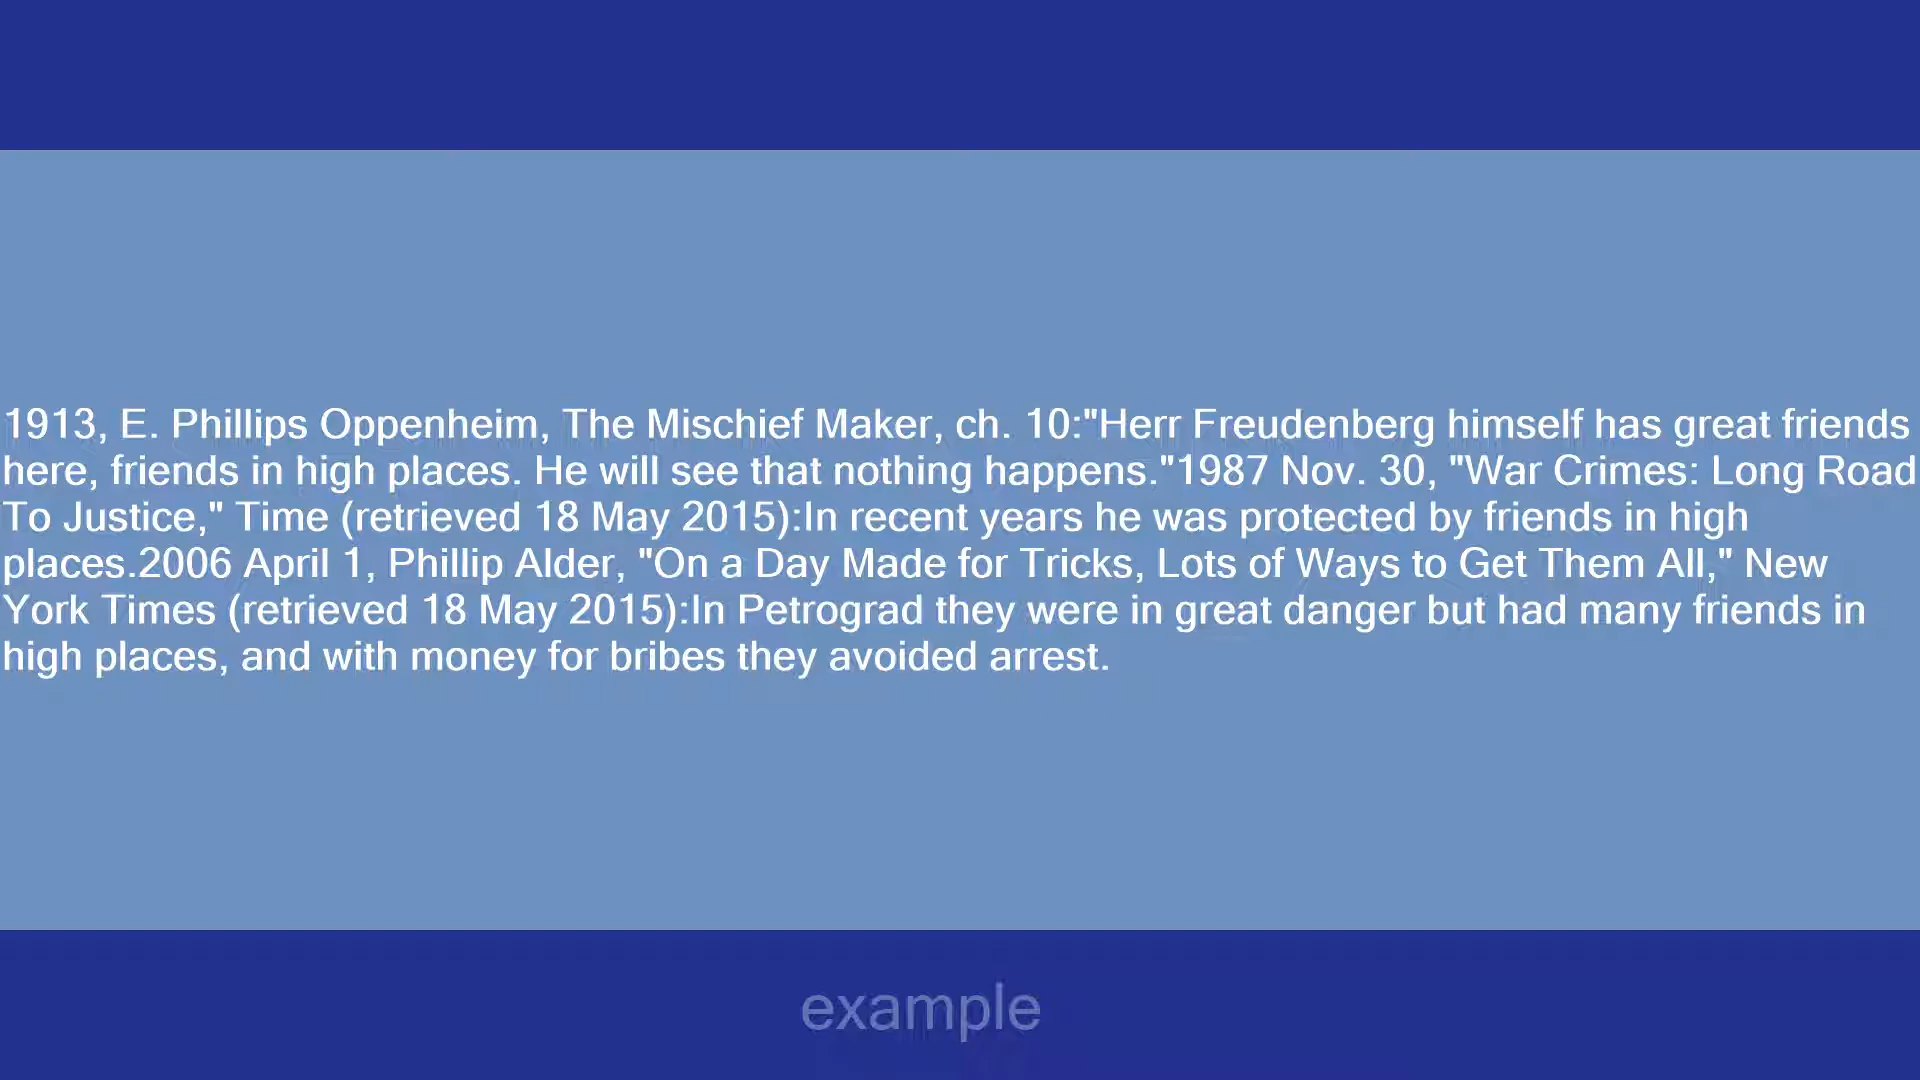 1913, E. Phillips Oppenheim, The Mischief Maker, ch. 10:"Herr Freudenberg himself has great friends
here, friends in high places. He will see that nothing happens."1987 Nov. 30, "War Crimes: Long Road
To Justice," Time (retrieved 18 May 2015):In recent years he was protected by friends in high
places.2006 April 1, Phillip Alder, "On a Day Made for Tricks, Lots of Ways to Get Them All," New
York Times (retrieved 18 May 2015):In Petrograd they were in great danger but had many friends in
high places, and with money for bribes they avoided arrest.
example